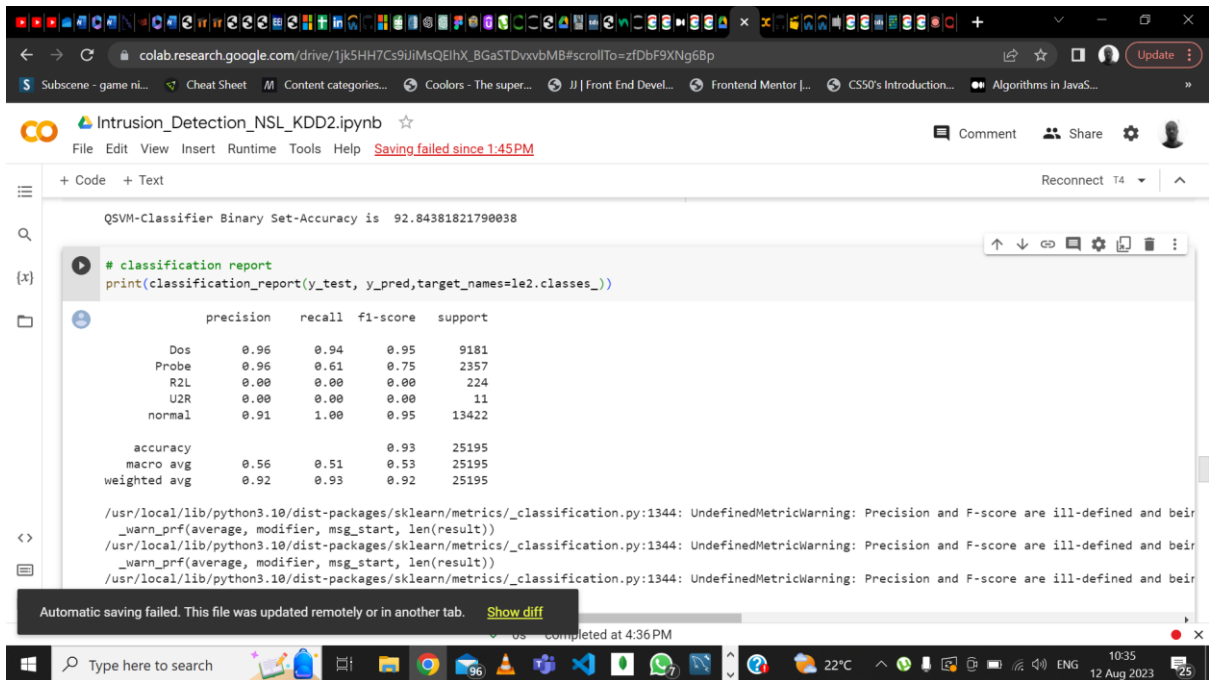 colab.research.google.com/drive/1jk5HH7Cs9iJiMsQEIhX_BGaSTDvxvbMB#scrollTo=zfDbF9XNg6Bp
Update
Subscene - game ni...
Cheat Sheet
Content categories...
Coolors - The super...
JJ | Front End Devel...
Frontend Mentor |...
CS50's Introduction...
Algorithms in JavaS...
»
CO
Intrusion_Detection_NSL_KDD2.ipynb
Comment
Share
File Edit View Insert Runtime Tools Help Saving failed since 1:45 PM
+ Code + Text
Reconnect T4
QSVM-Classifier Binary Set-Accuracy is 92.84381821790038
{x}
# classification report
print(classification_report(y_test, y_pred,target_names=le2.classes_))
precision recall f1-score support
Dos 0.96 0.94 0.95 9181
Probe 0.96 0.61 0.75 2357
R2L 0.00 0.00 0.00 224
U2R 0.00 0.00 0.00 11
normal 0.91 1.00 0.95 13422
accuracy 0.93 25195
macro avg 0.56 0.51 0.53 25195
weighted avg 0.92 0.93 0.92 25195
/usr/local/lib/python3.10/dist-packages/sklearn/metrics/_classification.py:1344: UndefinedMetricWarning: Precision and F-score are ill-defined and bein
_warn_prf(average, modifier, msg_start, len(result))
/usr/local/lib/python3.10/dist-packages/sklearn/metrics/_classification.py:1344: UndefinedMetricWarning: Precision and F-score are ill-defined and bein
_warn_prf(average, modifier, msg_start, len(result))
/usr/local/lib/python3.10/dist-packages/sklearn/metrics/_classification.py:1344: UndefinedMetricWarning: Precision and F-score are ill-defined and bein
Automatic saving failed. This file was updated remotely or in another tab. Show diff
completed at 4:36 PM
Type here to search
96
7
22°C
ENG
10:35
12 Aug 2023
25